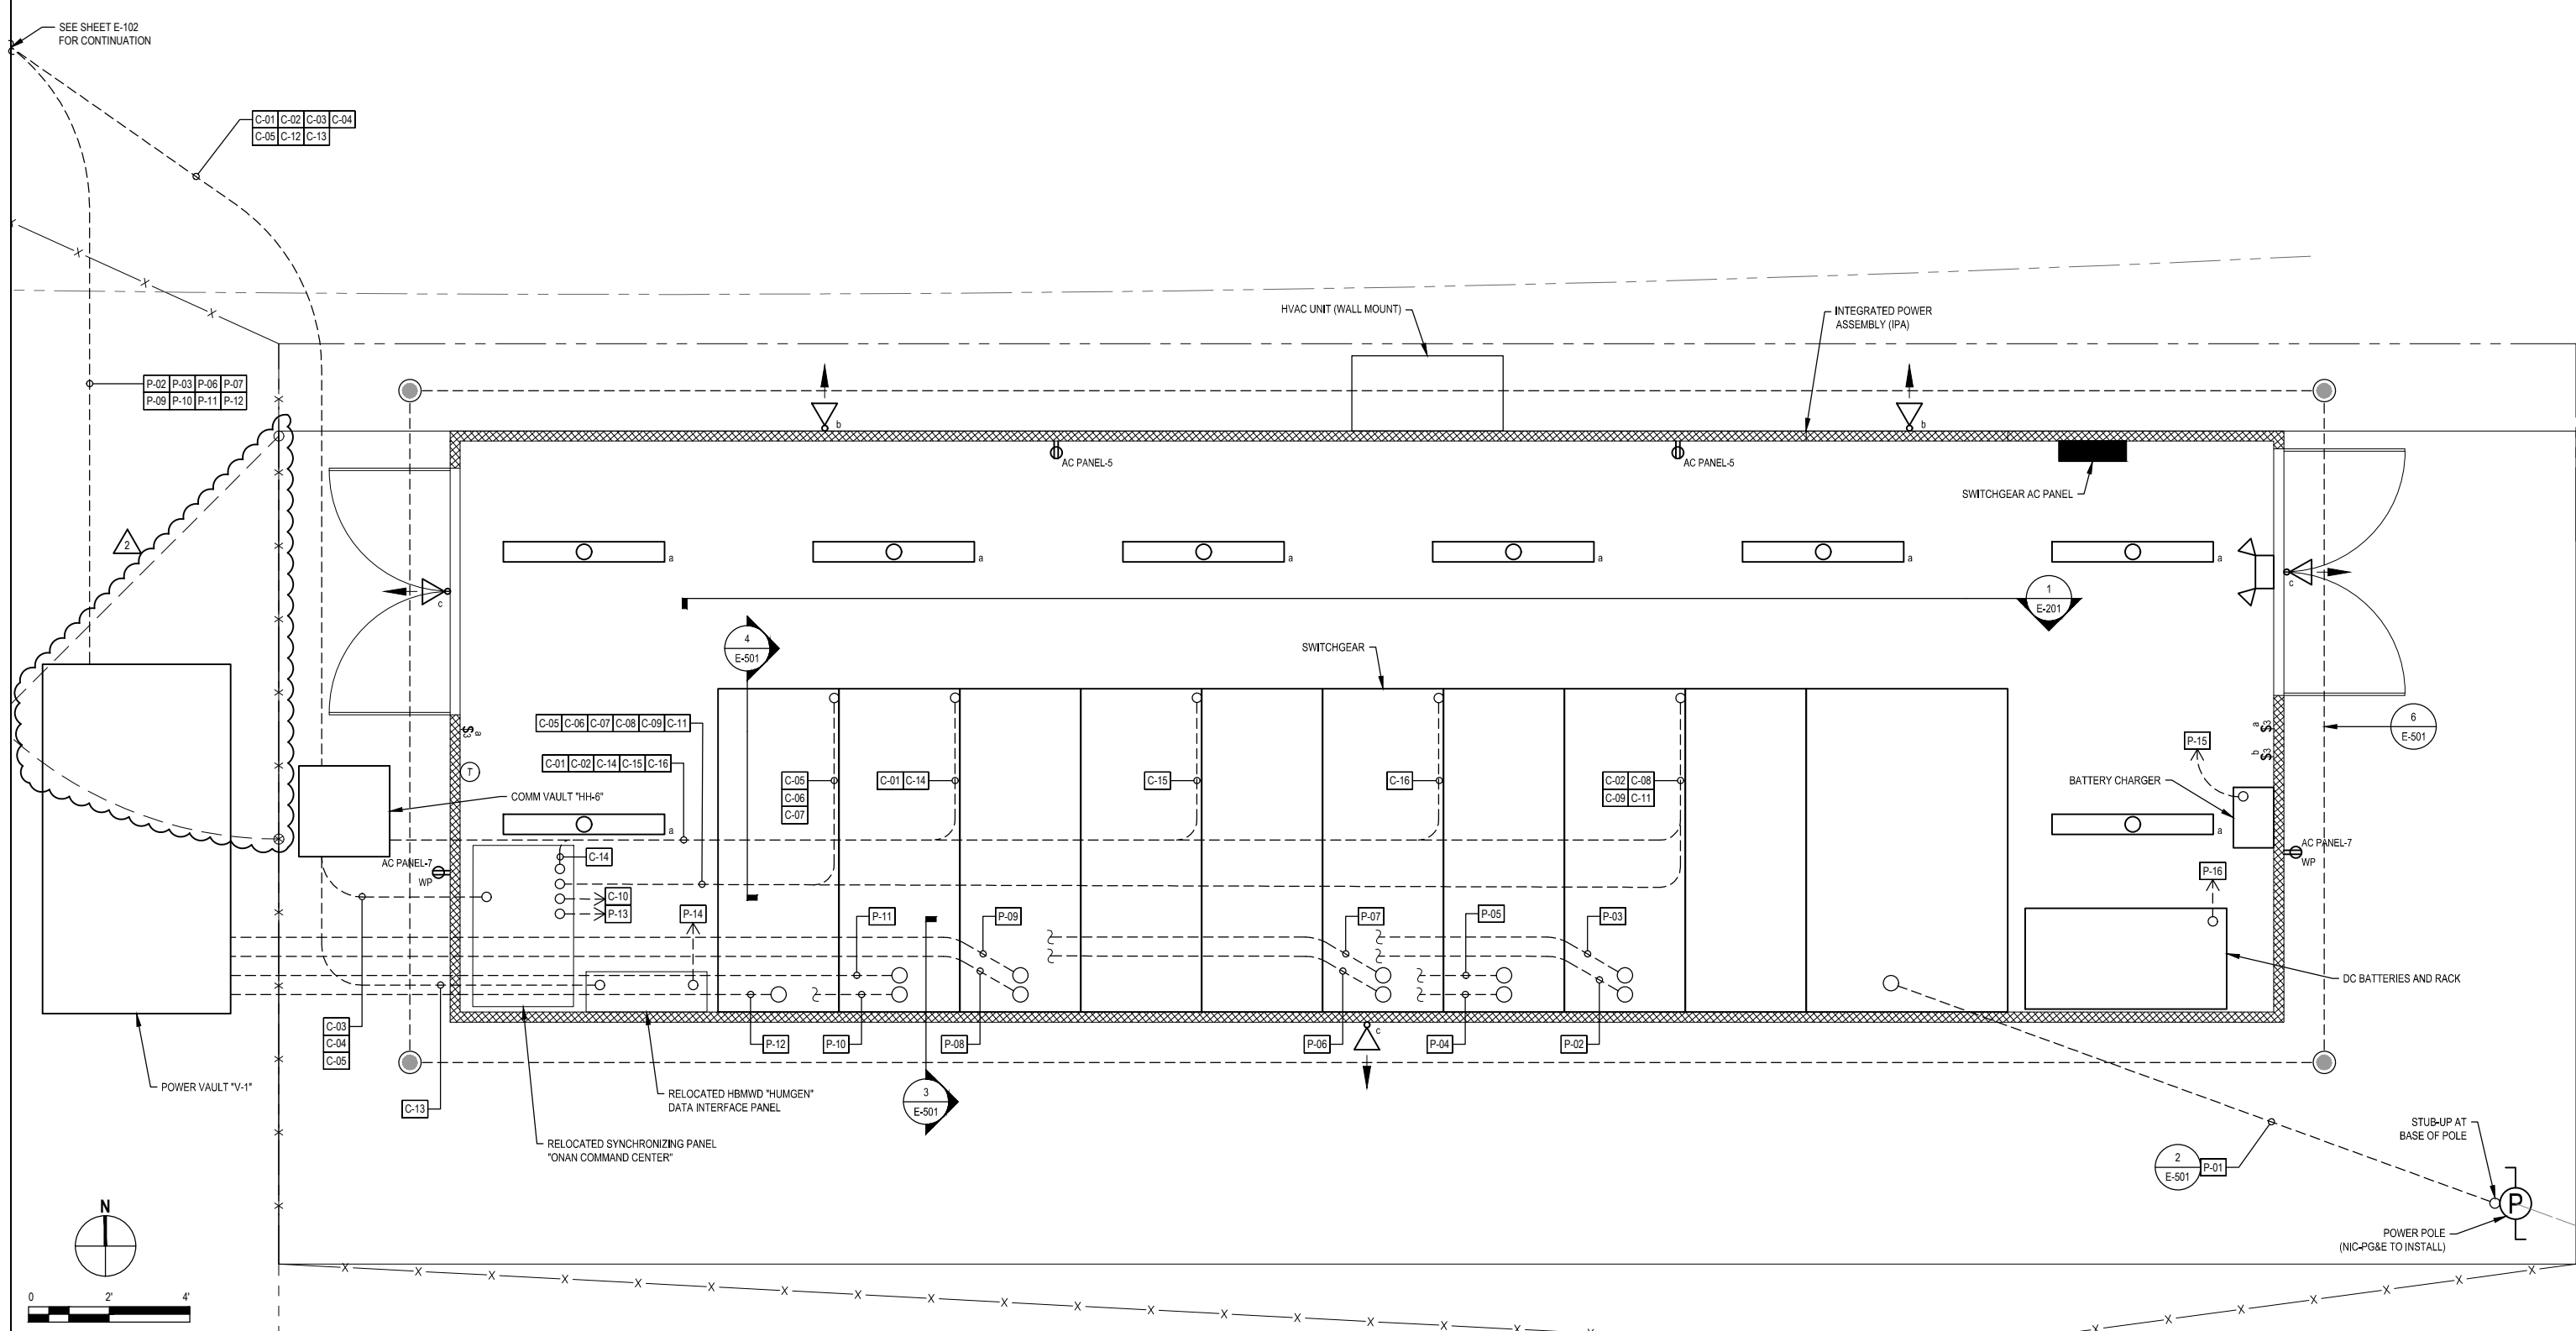 SEE SHEET E-102
FOR CONTINUATION
C-01 C-02 C-03 C-04
C-05 C-12 C-13
HVAC UNIT (WALL MOUNT)
INTEGRATED POWER
ASSEMBLY (IPA)
P-02 P-03 P-06 P-07
P-09 P-10 P-11 P-12
b
b
AC PANEL-5
AC PANEL-5
SWITCHGEAR AC PANEL
2
a
a
a
a
a
a
c
c
1
E-201
4
E-501
SWITCHGEAR
C-05 C-06 C-07 C-08 C-09 C-11
a
$3
a
$3
6
E-501
C-01 C-02 C-14 C-15 C-16
T
b
$3
P-15
C-05
C-06
C-07
C-01 C-14
C-15
C-16
C-02 C-08
C-09 C-11
BATTERY CHARGER
COMM VAULT "HH-6"
a
a
AC PANEL-7
WP
AC PANEL-7
WP
C-14
C-10
P-13
P-14
P-11
P-09
P-07
P-05
P-03
P-16
DC BATTERIES AND RACK
C-03
C-04
C-05
P-12
P-10
P-08
P-06
c
P-04
P-02
POWER VAULT "V-1"
C-13
RELOCATED HBMWD "HUMGEN"
DATA INTERFACE PANEL
3
E-501
RELOCATED SYNCHRONIZING PANEL
"ONAN COMMAND CENTER"
STUB-UP AT
BASE OF POLE
2
E-501
P-01
P
POWER POLE
(NIC-PG&E TO INSTALL)
N
0 2' 4'